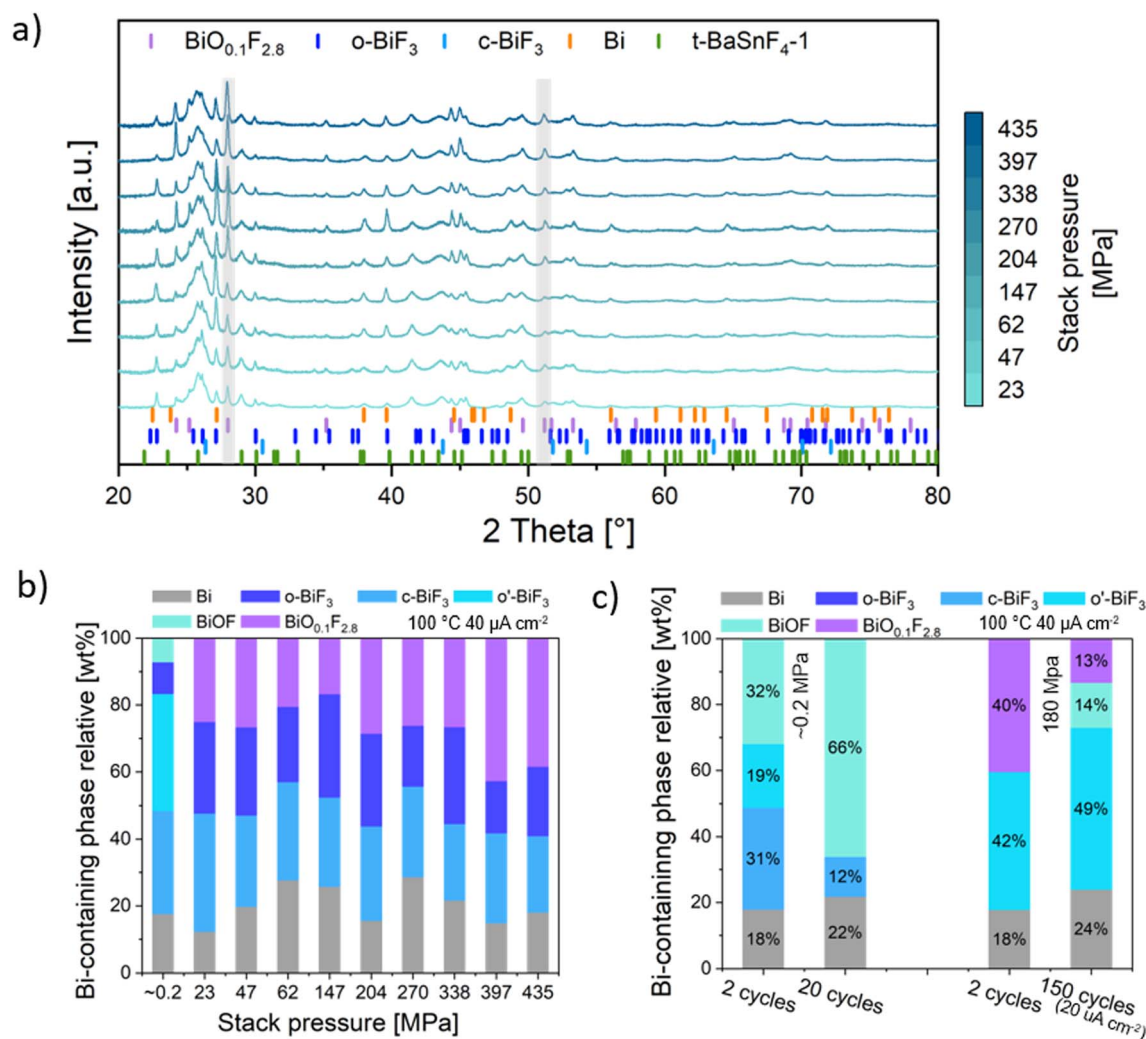 a)
BiO0.1F2.8 o-BiF3 c-BiF3 Bi t-BaSnF4-1
Intensity [a.u.]
435
397
338
270
204
147
62
47
23
Stack pressure
[MPa]
20 30 40 50 60 70 80
2 Theta [°]
b)
Bi o-BiF3 c-BiF3 o'-BiF3
BiOF BiO0.1F2.8 100 °C 40 µA cm-2
Bi-containing phase relative [wt%]
100
80
60
40
20
0
~0.2 23 47 62 147 204 270 338 397 435
Stack pressure [MPa]
c)
Bi o-BiF3 c-BiF3 o'-BiF3
BiOF BiO0.1F2.8 100 °C 40 µA cm-2
Bi-containinng phase relative [wt%]
100
80
60
40
20
0
32%
19%
31%
18%
~0.2 MPa
66%
12%
22%
40%
42%
18%
180 Mpa
13%
14%
49%
24%
2 cycles 20 cycles 2 cycles 150 cycles
(20 uA cm-2)